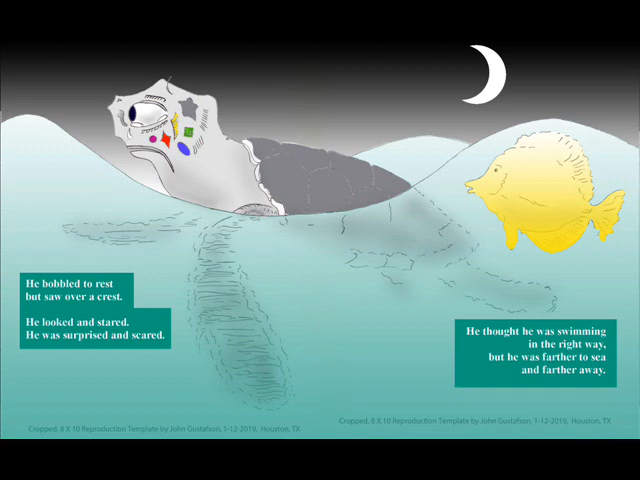 He bobbled to rest
but saw over a crest.
He looked and stared.
He was surprised and scared.
He thought he was swimming
in the right way,
but he was farther to sea
and farther away.
Cropped, 8 X 10 Reproduction Template by John Gustafson, 1-12-2019, Houston, TX
Cropped, 8 X 10 Reproduction Template by John Gustafson, 1-12-2019, Houston, TX